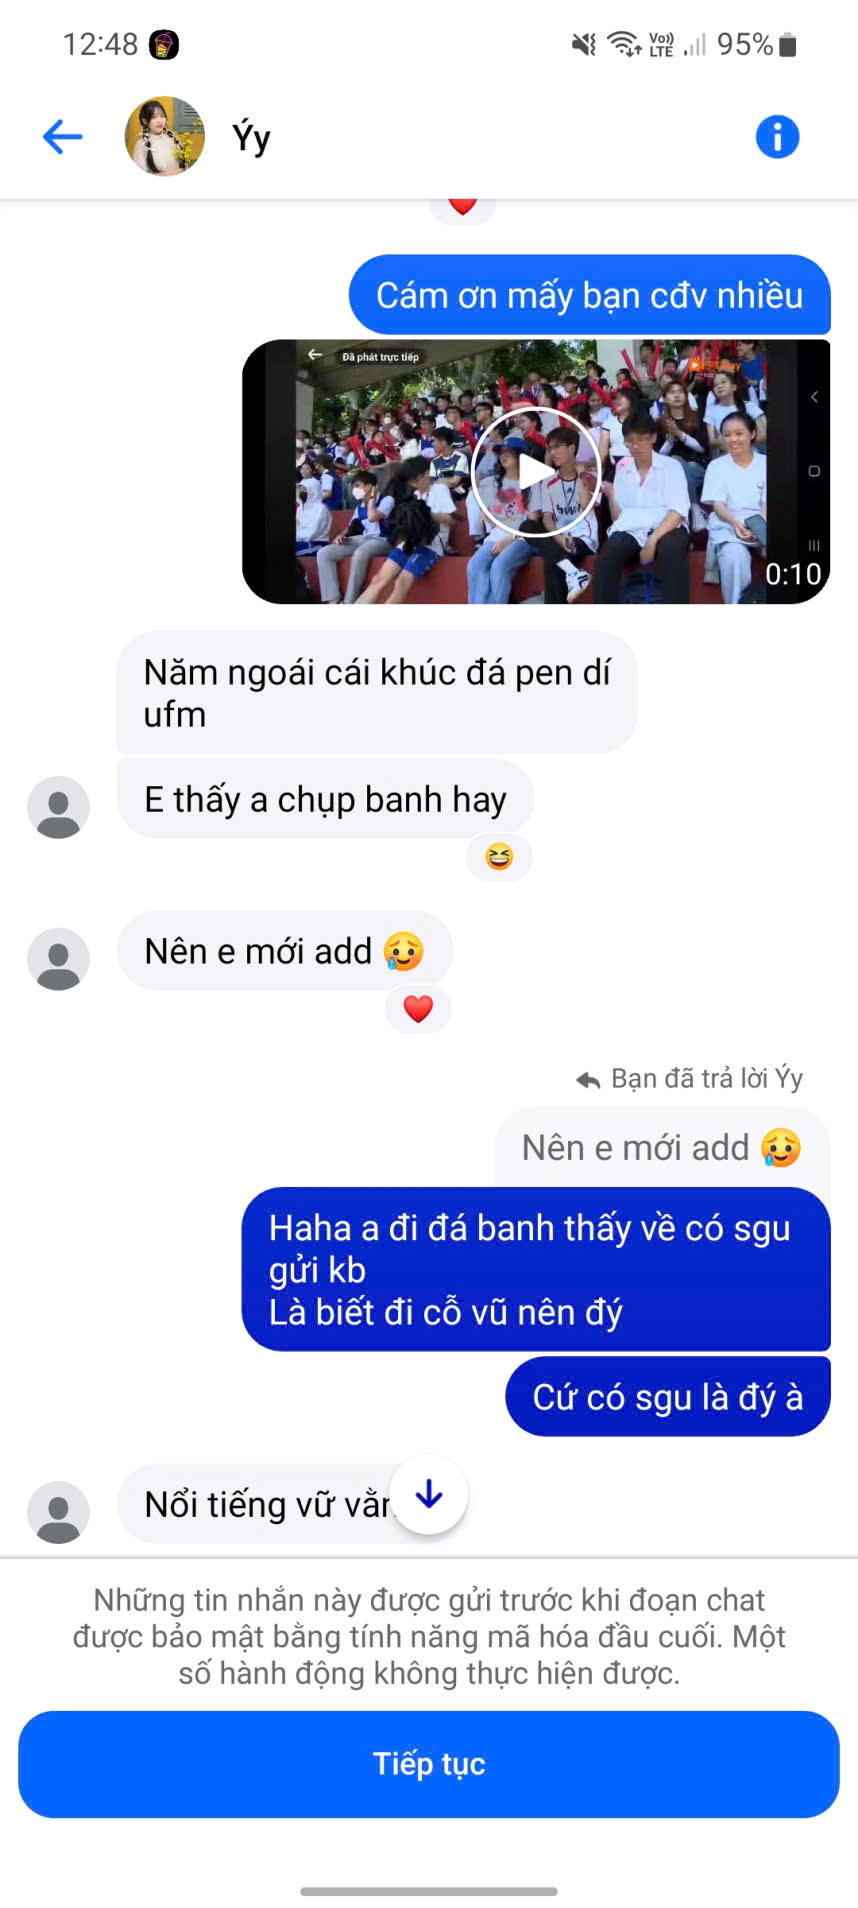 12:48
Vo))
LTE
95%
Ýy
Cám ơn mấy bạn cđv nhiều
Đã phát trực tiếp
0:10
Năm ngoái cái khúc đá pen dí
ufm
E thấy a chụp banh hay
Nên e mới add
Bạn đã trả lời Ýy
Nên e mới add
Haha a đi đá banh thấy về có sgu
gửi kb
Là biết đi cỗ vũ nên đý
Cứ có sgu là đý à
Nổi tiếng vữ
Những tin nhắn này được gửi trước khi đoạn chat
được bảo mật bằng tính năng mã hóa đầu cuối. Một
số hành động không thực hiện được.
Tiếp tục